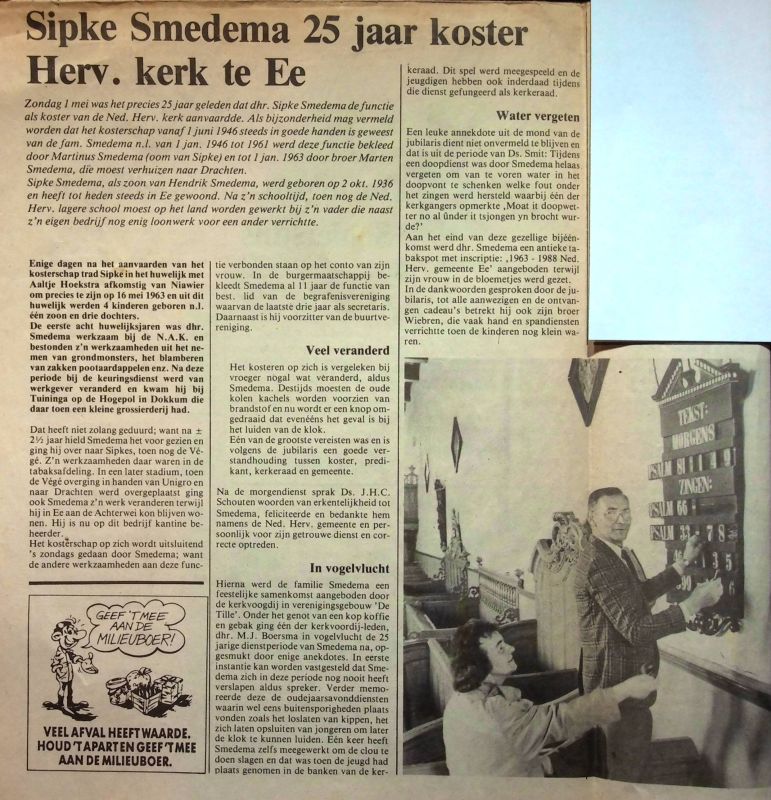 Sipke Smedema 25 jaar koster
Herv. kerk te Ee
Zondag 1 mei was het precies 25 jaar geleden dat dhr. Sipke Smedema de functie
als koster van de Ned. Herv. kerk aanvaardde. Als bijzonderheid mag vermeld
worden dat het kosterschap vanaf 1 juni 1946 steeds in goede handen is geweest
van de fam. Smedema n.l. van 1 jan. 1946 tot 1961 werd deze functie bekleed
door Martinus Smedema (oom van Sipke) en tot 1 jan. 1963 door broer Marten
Smedema, die moest verhuizen naar Drachten.
Sipke Smedema, als zoon van Hendrik Smedema, werd geboren op 2 okt. 1936
en heeft tot heden steeds in Ee gewoond. Na z'n schooltijd, toen nog de Ned.
Herv. lagere school moest op het land worden gewerkt bij z'n vader die naast
z'n eigen bedrijf nog enig loonwerk voor een ander verrichtte.
Enige dagen na het aanvaarden van het
kosterschap trad Sipke in het huwelijk met
Aaltje Hoekstra afkomstig van Niawier
om precies te zijn op 16 mei 1963 en uit dit
huwelijk werden 4 kinderen geboren n.l.
één zoon en drie dochters.
De eerste acht huwelijksjaren was dhr.
Smedema werkzaam bij de N.A.K. en
bestonden z'n werkzaamheden uit het ne-
men van grondmonsters, het blamberen
van zakken pootaardappelen enz. Na deze
periode bij de keuringsdienst werd van
werkgever veranderd en kwam hij bij
Tuininga op de Hogepol in Dokkum die
daar toen een kleine grossierderij had.
Dat heeft niet zolang geduurd; want na ±
2½ jaar hield Smedema het voor gezien en
ging hij over naar Sipkes, toen nog de Vé-
gé. Z'n werkzaamheden daar waren in de
tabaksafdeling. In een later stadium, toen
de Végé overging in handen van Unigro en
naar Drachten werd overgeplaatst ging
ook Smedema z'n werk veranderen terwijl
hij in Ee aan de Achterwei kon blijven wo-
nen. Hij is nu op dit bedrijf kantine be-
heerder.
Het kosterschap op zich wordt uitsluitend
's zondags gedaan door Smedema; want
de andere werkzaamheden aan deze func-
GEEF 'T MEE
AAN DE
MILIEUBOER!
VEEL AFVAL HEEFT WAARDE.
HOUD 'T APART EN GEEF 'T MEE
AAN DE MILIEUBOER.
tie verbonden staan op het conto van zijn
vrouw. In de burgermaatschappij be-
kleedt Smedema al 11 jaar de functie van
best. lid van de begrafenisvereniging
waarvan de laatste drie jaar als secretaris.
Daarnaast is hij voorzitter van de buurtve-
reniging.
Veel veranderd
Het kosteren op zich is vergeleken bij
vroeger nogal wat veranderd, aldus
Smedema. Destijds moesten de oude
kolen kachels worden voorzien van
brandstof en nu wordt er een knop om-
gedraaid dat evenééns het geval is bij
het luiden van de klok.
Eén van de grootste vereisten was en is
volgens de jubilaris een goede ver-
standhouding tussen koster, predi-
kant, kerkeraad en gemeente.
Na de morgendienst sprak Ds. J.H.C.
Schouten woorden van erkentelijkheid tot
Smedema, feliciteerde en bedankte hem
namens de Ned. Herv. gemeente en per-
soonlijk voor zijn getrouwe dienst en cor-
recte optreden.
In vogelvlucht
Hierna werd de familie Smedema een
feestelijke samenkomst aangeboden door
de kerkvoogdij in verenigingsgebouw 'De
Tille'. Onder het genot van een kop koffie
en gebak ging één der kerkvoordij-leden,
dhr. M.J. Boersma in vogelvlucht de 25
jarige dienstperiode van Smedema na, op-
gesmukt door enige anekdotes. In eerste
instantie kan worden vastgesteld dat Sme-
dema zich in deze periode nog nooit heeft
verslapen aldus spreker. Verder memo-
reerde deze de oudejaarsavonddiensten
waarin wel eens buitensporigheden plaats
vonden zoals het loslaten van kippen, het
zich laten opsluiten van jongeren om later
de klok te kunnen luiden. Eén keer heeft
Smedema zelfs meegewerkt om de clou te
doen slagen en dat was toen de jeugd had
plaats genomen in de banken van de ker-
keraad. Dit spel werd meegespeeld en de
jeugdigen hebben ook inderdaad tijdens
die dienst gefungeerd als kerkeraad.
Water vergeten
Een leuke annekdote uit de mond van de
jubilaris dient niet onvermeld te blijven en
dat is uit de periode van Ds. Smit: Tijdens
een doopdienst was door Smedema helaas
vergeten om van te voren water in het
doopvont te schenken welke fout onder
het zingen werd hersteld waarbij één der
kerkgangers opmerkte ,Moat it doopwet-
ter no al ûnder it tsjongen yn brocht wur-
de?'
Aan het eind van deze gezellige bijéén-
komst werd dhr. Smedema een antieke ta-
bakspot met inscriptie: ,1963 - 1988 Ned.
Herv. gemeente Ee' aangeboden terwijl
zijn vrouw in de bloemetjes werd gezet.
In de dankwoorden gesproken door de ju-
bilaris, tot alle aanwezigen en de ontvan-
gen cadeau's betrekt hij ook zijn broer
Wiebren, die vaak hand en spandiensten
verrichtte toen de kinderen nog klein wa-
ren.
TEKST:
MORGENS
PSALM 81 1 4 9
ZINGEN:
PSALM 66
PSALM 33 7 8
3 5
90 6